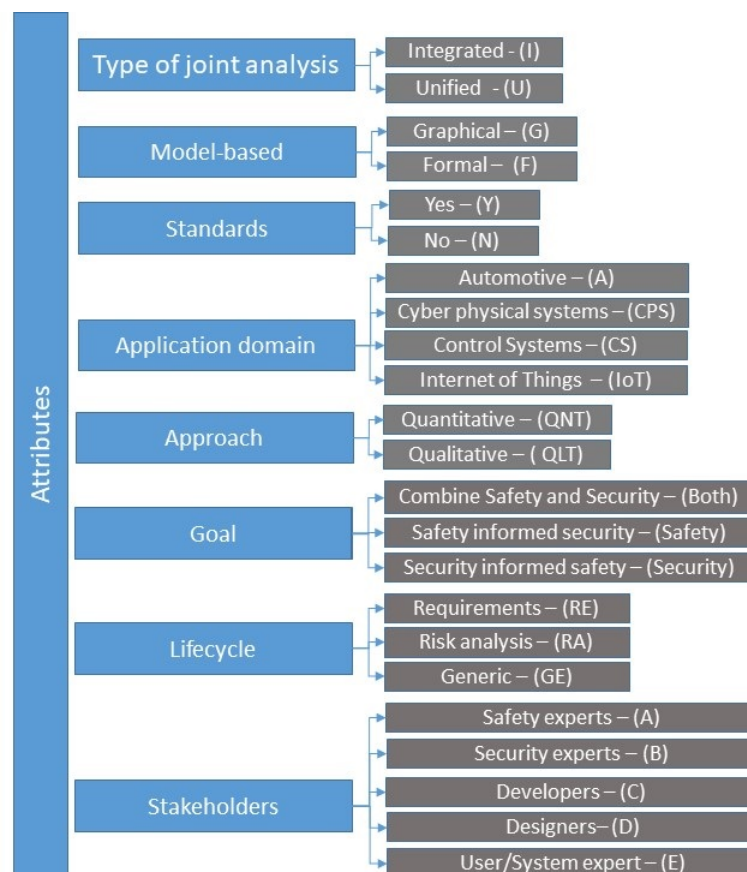 Attributes
Type of joint analysis
Integrated - (I)
Unified - (U)
Model-based
Graphical – (G)
Formal – (F)
Standards
Yes – (Y)
No – (N)
Application domain
Automotive – (A)
Cyber physical systems – (CPS)
Control Systems – (CS)
Internet of Things – (IoT)
Approach
Quantitative – (QNT)
Qualitative – ( QLT)
Goal
Combine Safety and Security – (Both)
Safety informed security – (Safety)
Security informed safety – (Security)
Lifecycle
Requirements – (RE)
Risk analysis – (RA)
Generic – (GE)
Stakeholders
Safety experts – (A)
Security experts – (B)
Developers – (C)
Designers– (D)
User/System expert – (E)